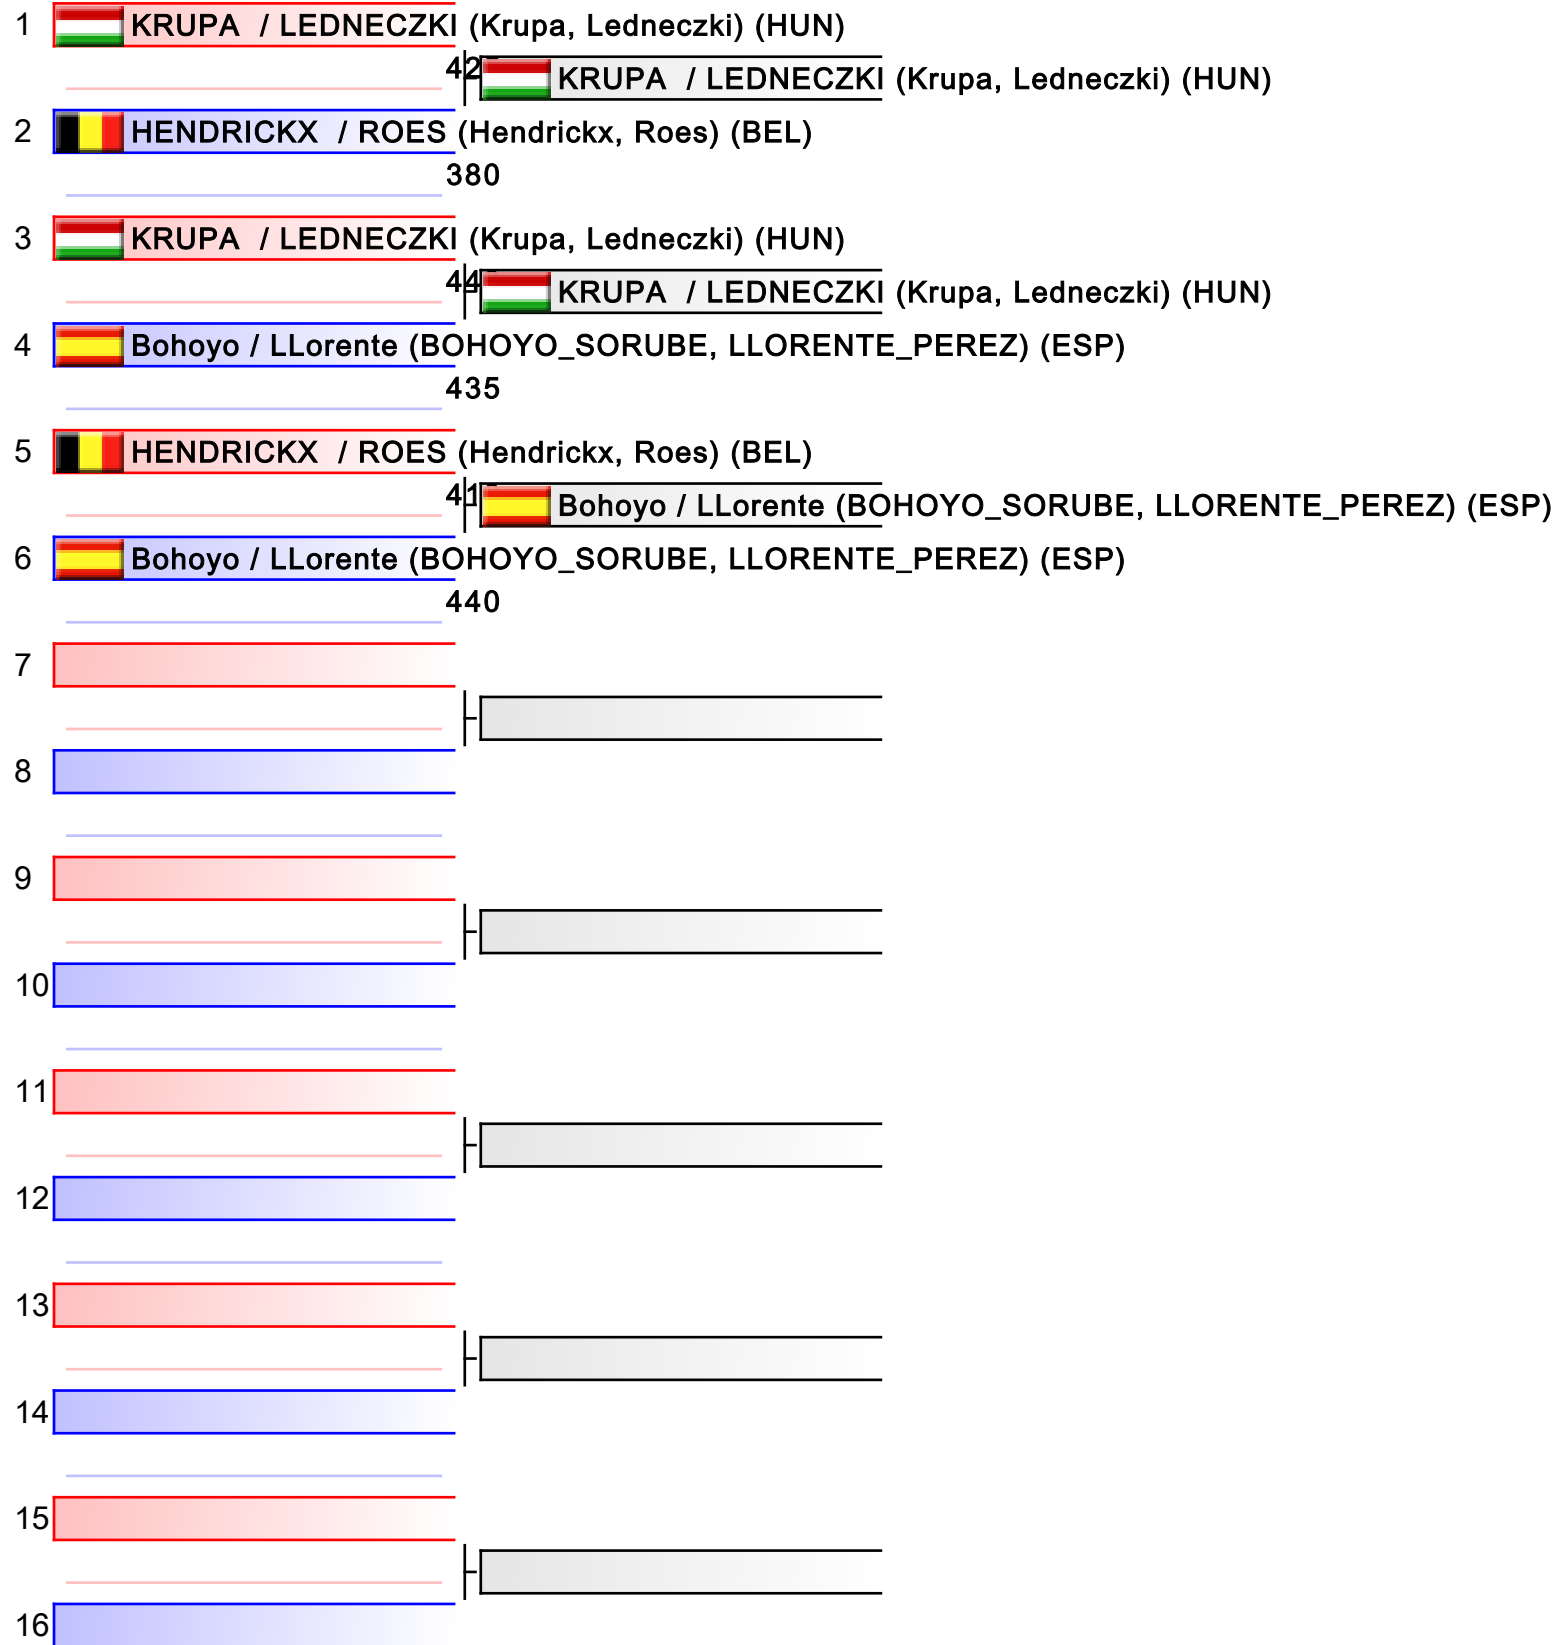 1 KRUPA / LEDNECZKI (Krupa, Ledneczki) (HUN)
KRUPA / LEDNECZKI (Krupa, Ledneczki) (HUN)
2 HENDRICKX / ROES (Hendrickx, Roes) (BEL)
380
3 KRUPA / LEDNECZKI (Krupa, Ledneczki) (HUN)
KRUPA / LEDNECZKI (Krupa, Ledneczki) (HUN)
4 Bohoyo / LLorente (BOHOYO_SORUBE, LLORENTE_PEREZ) (ESP)
435
5 HENDRICKX / ROES (Hendrickx, Roes) (BEL)
Bohoyo / LLorente (BOHOYO_SORUBE, LLORENTE_PEREZ) (ESP)
6 Bohoyo / LLorente (BOHOYO_SORUBE, LLORENTE_PEREZ) (ESP)
440
7
8
9
10
11
12
13
14
15
16